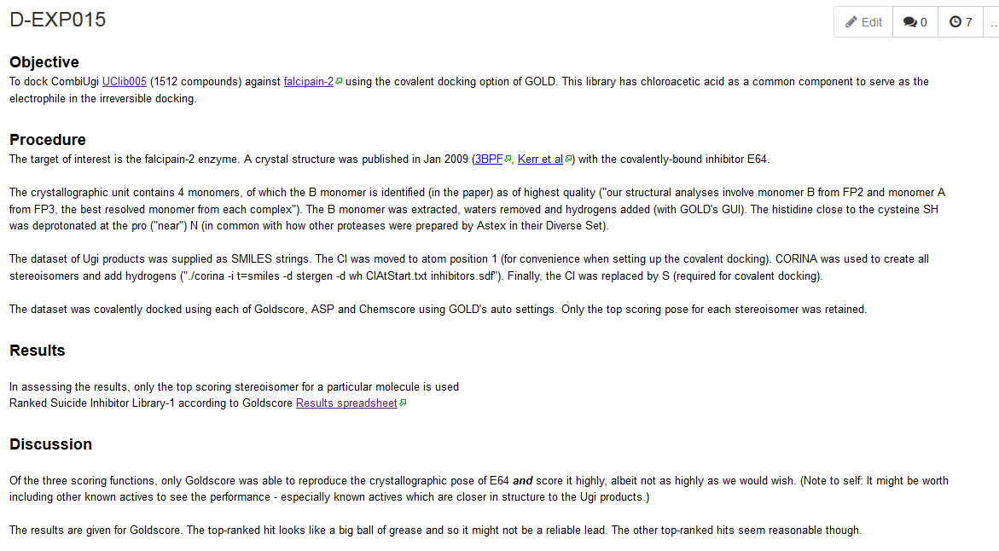 D-EXP015
Edit 0 7 ...
Objective
To dock CombiUgi UClib005 (1512 compounds) against falcipain-2 using the covalent docking option of GOLD. This library has chloroacetic acid as a common component to serve as the
electrophile in the irreversible docking.
Procedure
The target of interest is the falcipain-2 enzyme. A crystal structure was published in Jan 2009 (3BPF, Kerr et al) with the covalently-bound inhibitor E64.
The crystallographic unit contains 4 monomers, of which the B monomer is identified (in the paper) as of highest quality ("our structural analyses involve monomer B from FP2 and monomer A
from FP3, the best resolved monomer from each complex"). The B monomer was extracted, waters removed and hydrogens added (with GOLD's GUI). The histidine close to the cysteine SH
was deprotonated at the pro ("near") N (in common with how other proteases were prepared by Astex in their Diverse Set).
The dataset of Ugi products was supplied as SMILES strings. The Cl was moved to atom position 1 (for convenience when setting up the covalent docking). CORINA was used to create all
stereoisomers and add hydrogens ("./corina -i t=smiles -d stergen -d wh ClAtStart.txt inhibitors.sdf"). Finally, the Cl was replaced by S (required for covalent docking).
The dataset was covalently docked using each of Goldscore, ASP and Chemscore using GOLD's auto settings. Only the top scoring pose for each stereoisomer was retained.
Results
In assessing the results, only the top scoring stereoisomer for a particular molecule is used
Ranked Suicide Inhibitor Library-1 according to Goldscore Results spreadsheet
Discussion
Of the three scoring functions, only Goldscore was able to reproduce the crystallographic pose of E64 and score it highly, albeit not as highly as we would wish. (Note to self: It might be worth
including other known actives to see the performance - especially known actives which are closer in structure to the Ugi products.)
The results are given for Goldscore. The top-ranked hit looks like a big ball of grease and so it might not be a reliable lead. The other top-ranked hits seem reasonable though.